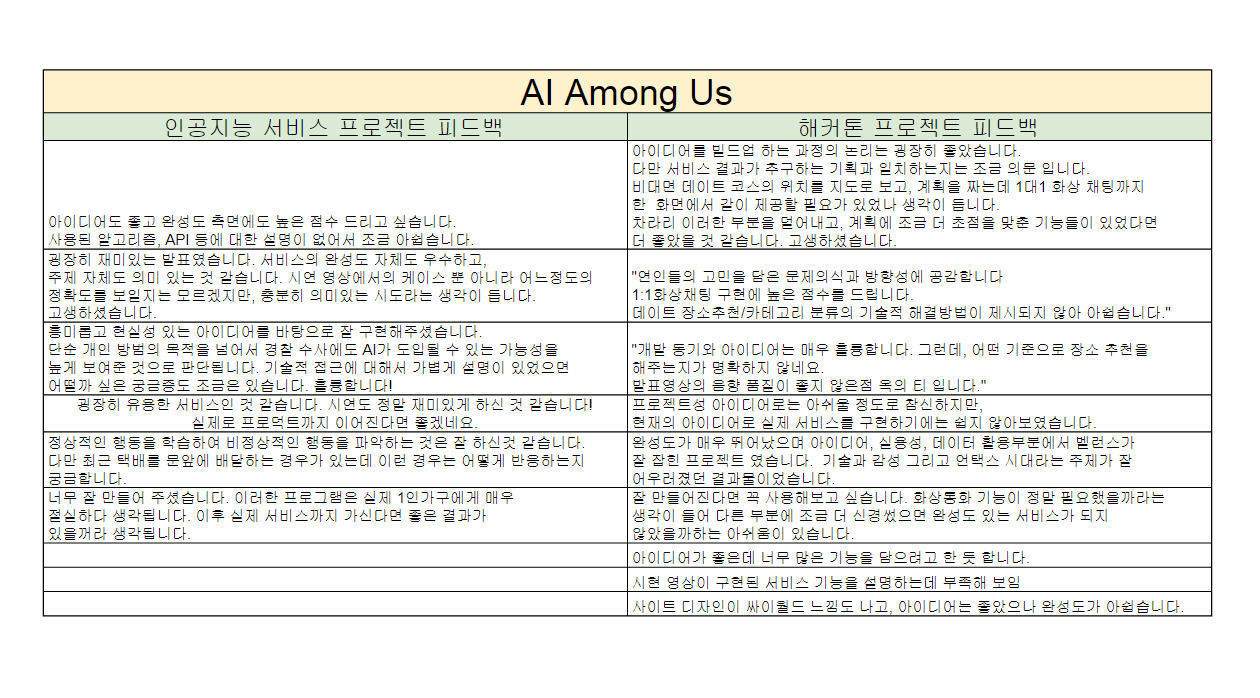 AI Among Us
인공지능 서비스 프로젝트 피드백
해커톤 프로젝트 피드백
아이디어도 좋고 완성도 측면에도 높은 점수 드리고 싶습니다.
사용된 알고리즘, API 등에 대한 설명이 없어서 조금 아쉽습니다.
아이디어를 빌드업 하는 과정의 논리는 굉장히 좋았습니다.
다만 서비스 결과가 추구하는 기획과 일치하는지는 조금 의문 입니다.
비대면 데이트 코스의 위치를 지도로 보고, 계획을 짜는데 1대1 화상 채팅까지
한 화면에서 같이 제공할 필요가 있었나 생각이 듭니다.
차라리 이러한 부분을 덜어내고, 계획에 조금 더 초점을 맞춘 기능들이 있었다면
더 좋았을 것 같습니다. 고생하셨습니다.
굉장히 재미있는 발표였습니다. 서비스의 완성도 자체도 우수하고,
주제 자체도 의미 있는 것 같습니다. 시연 영상에서의 케이스 뿐 아니라 어느정도의
정확도를 보일지는 모르겠지만, 충분히 의미있는 시도라는 생각이 듭니다.
고생하셨습니다.
"연인들의 고민을 담은 문제의식과 방향성에 공감합니다
1:1화상채팅 구현에 높은 점수를 드립니다.
데이트 장소추천/카테고리 분류의 기술적 해결방법이 제시되지 않아 아쉽습니다."
흥미롭고 현실성 있는 아이디어를 바탕으로 잘 구현해주셨습니다.
단순 개인 방범의 목적을 넘어서 경찰 수사에도 AI가 도입될 수 있는 가능성을
높게 보여준 것으로 판단됩니다. 기술적 접근에 대해서 가볍게 설명이 있었으면
어떨까 싶은 궁금증도 조금은 있습니다. 훌륭합니다!
"개발 동기와 아이디어는 매우 훌륭합니다. 그런데, 어떤 기준으로 장소 추천을
해주는지가 명확하지 않네요.
발표영상의 음향 품질이 좋지 않은점 옥의 티 입니다."
굉장히 유용한 서비스인 것 같습니다. 시연도 정말 재미있게 하신 것 같습니다!
실제로 프로덕트까지 이어진다면 좋겠네요.
프로젝트성 아이디어로는 아쉬울 정도로 참신하지만,
현재의 아이디어로 실제 서비스를 구현하기에는 쉽지 않아보였습니다.
정상적인 행동을 학습하여 비정상적인 행동을 파악하는 것은 잘 하신것 같습니다.
다만 최근 택배를 문앞에 배달하는 경우가 있는데 이런 경우는 어떻게 반응하는지
궁금합니다.
완성도가 매우 뛰어났으며 아이디어, 실용성, 데이터 활용부분에서 밸런스가
잘 잡힌 프로젝트 였습니다. 기술과 감성 그리고 언택스 시대라는 주제가 잘
어우러졌던 결과물이었습니다.
너무 잘 만들어 주셨습니다. 이러한 프로그램은 실제 1인가구에게 매우
절실하다 생각됩니다. 이후 실제 서비스까지 가신다면 좋은 결과가
있을꺼라 생각됩니다.
잘 만들어진다면 꼭 사용해보고 싶습니다. 화상통화 기능이 정말 필요했을까라는
생각이 들어 다른 부분에 조금 더 신경썼으면 완성도 있는 서비스가 되지
않았을까하는 아쉬움이 있습니다.
아이디어가 좋은데 너무 많은 기능을 담으려고 한 듯 합니다.
시현 영상이 구현된 서비스 기능을 설명하는데 부족해 보임
사이트 디자인이 싸이월드 느낌도 나고, 아이디어는 좋았으나 완성도가 아쉽습니다.